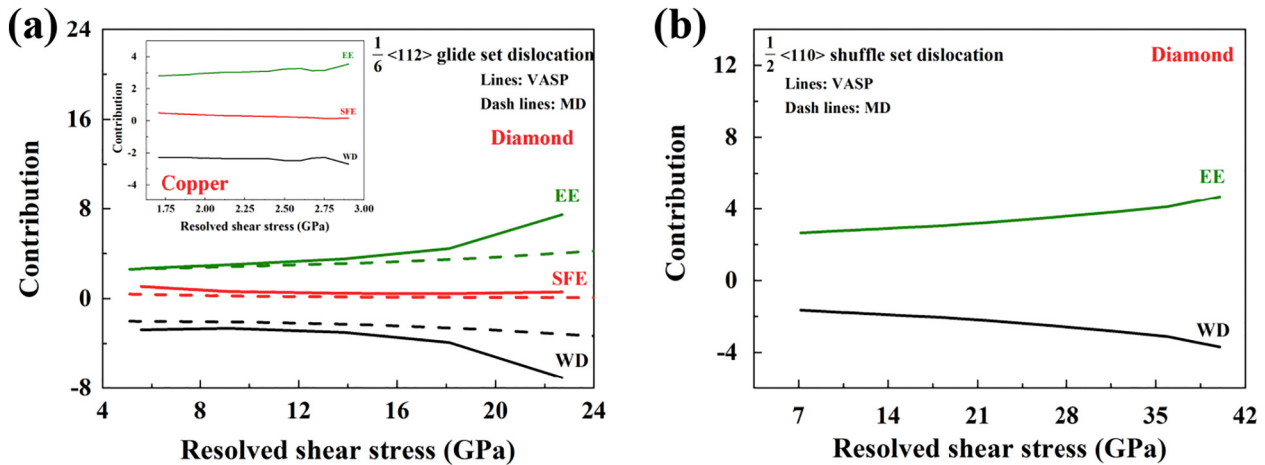 (a)
24
16
8
0
-8
Contribution
4
8
12
16
20
24
Resolved shear stress (GPa)
1/6 <112> glide set dislocation
Lines: VASP
Dash lines: MD
Diamond
EE
SFE
WD
4
2
0
-2
-4
Contribution
EE
SFE
WD
Copper
1.75 2.00 2.25 2.50 2.75 3.00
Resolved shear stress (GPa)
(b)
12
8
4
0
-4
Contribution
1/2 <110> shuffle set dislocation
Lines: VASP
Dash lines: MD
Diamond
EE
WD
7
14
21
28
35
42
Resolved shear stress (GPa)